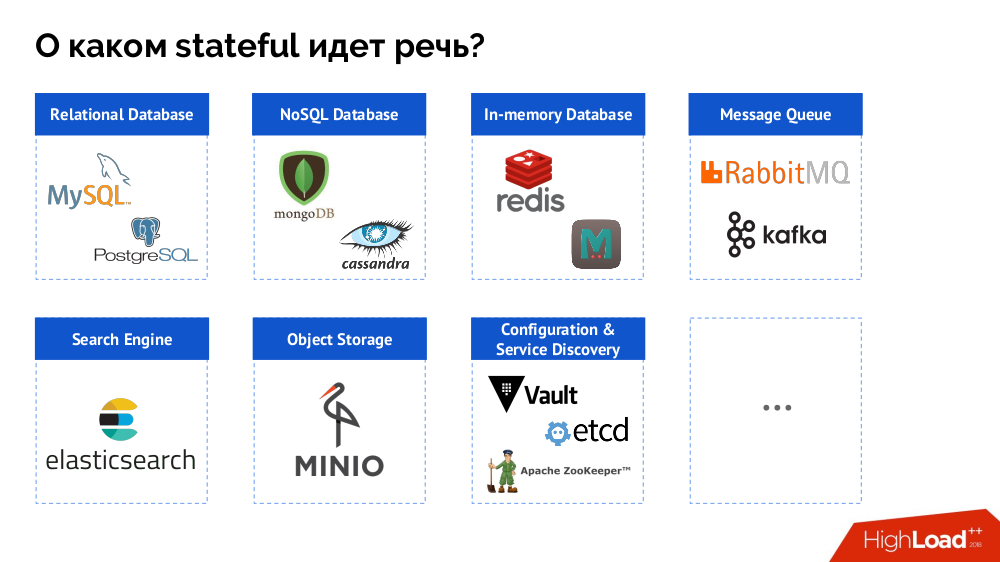 О каком stateful идет речь?
Relational Database
MySQL™
PostgreSQL
NoSQL Database
mongoDB
cassandra
In-memory Database
redis
M
Message Queue
RabbitMQ
kafka
Search Engine
elasticsearch
Object Storage
MINIO
Configuration &
Service Discovery
Vault
etcd
Apache ZooKeeper™
...
HighLoad++
2018